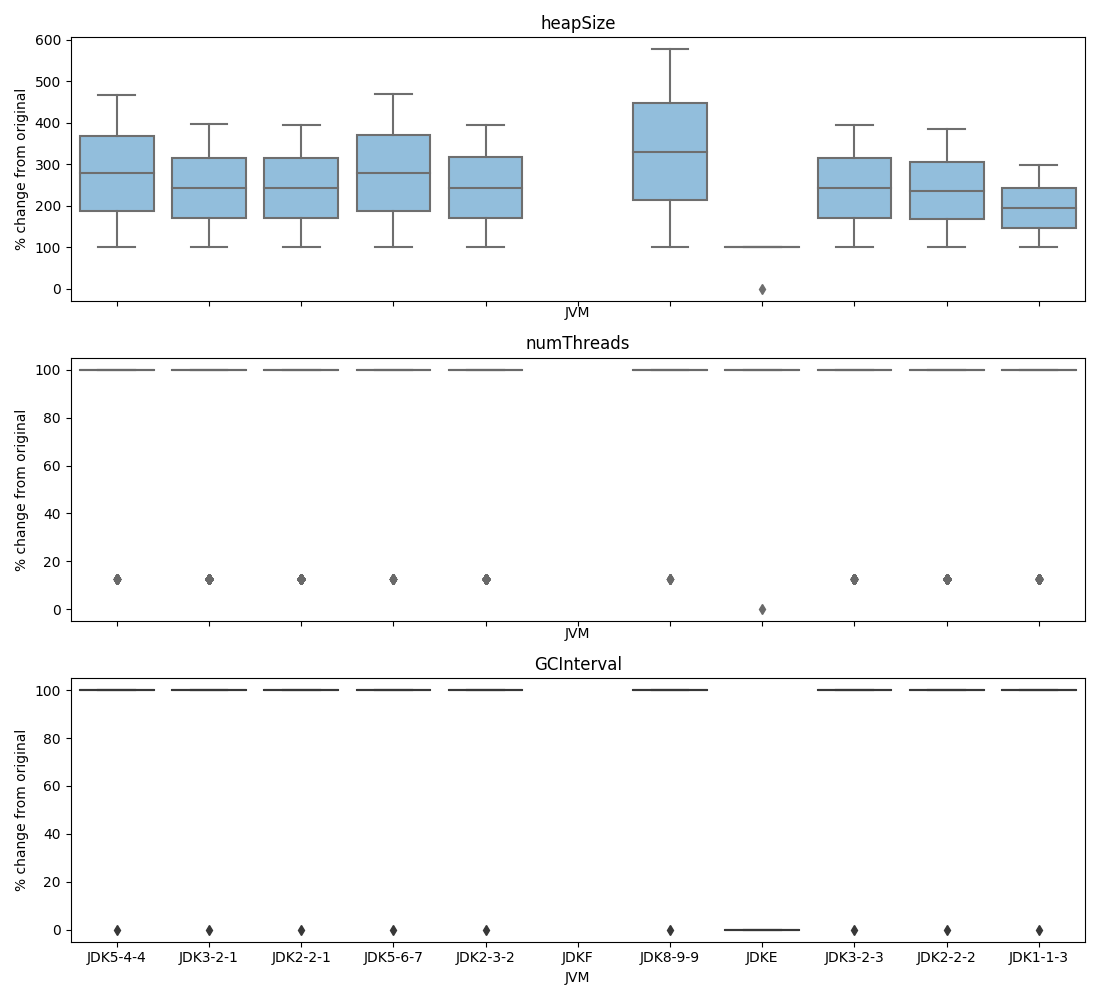 heapSize
% change from original
600
500
400
300
200
100
0
JVM
numThreads
% change from original
100
80
60
40
20
0
JVM
GCInterval
% change from original
100
80
60
40
20
0
JDK5-4-4 JDK3-2-1 JDK2-2-1 JDK5-6-7 JDK2-3-2 JDKF JDK8-9-9 JDKE JDK3-2-3 JDK2-2-2 JDK1-1-3
JVM